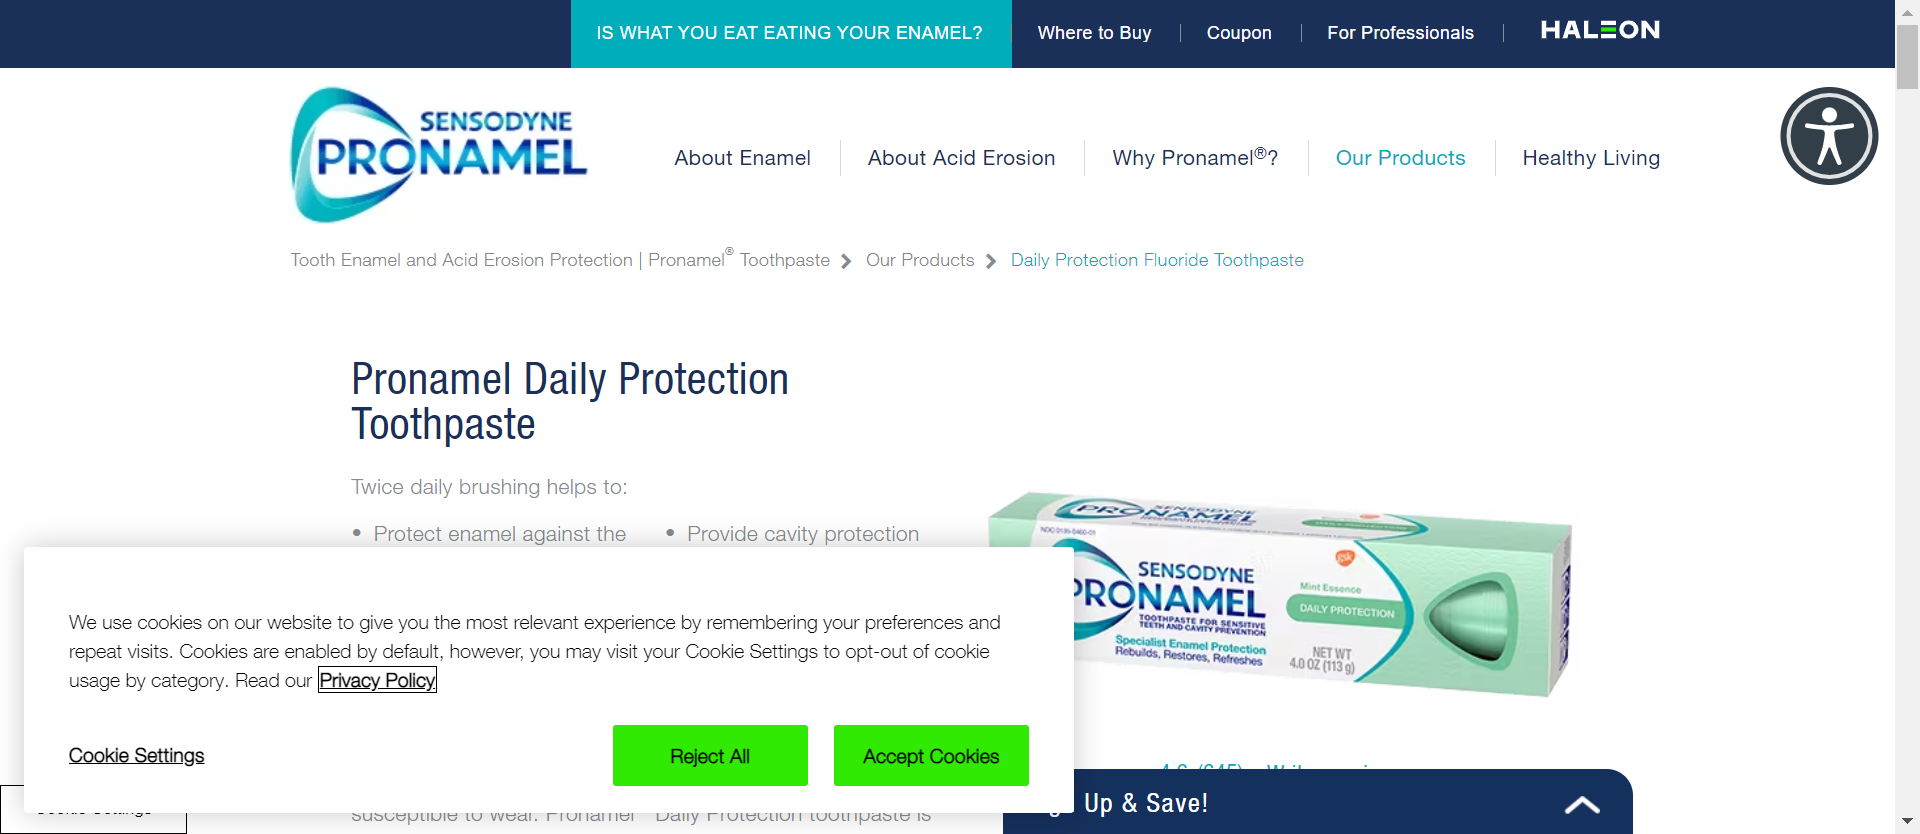 IS WHAT YOU EAT EATING YOUR ENAMEL?
Where to Buy
Coupon
For Professionals
HALEON
SENSODYNE
PRONAMEL
About Enamel
About Acid Erosion
Why Pronamel®?
Our Products
Healthy Living
Tooth Enamel and Acid Erosion Protection | Pronamel® Toothpaste
Our Products
Daily Protection Fluoride Toothpaste
Pronamel Daily Protection
Toothpaste
Twice daily brushing helps to:
• Protect enamel against the
• Provide cavity protection
PRONAMEL
SENSODYNE
PRONAMEL
TOOTHPASTE FOR SENSITIVE
TEETH AND CAVITY PREVENTION
Specialist Enamel Protection
Rebuilds, Restores, Refreshes
gsk
Mint Essence
DAILY PROTECTION
NET WT
4.0 OZ (113 g)
We use cookies on our website to give you the most relevant experience by remembering your preferences and
repeat visits. Cookies are enabled by default, however, you may visit your Cookie Settings to opt-out of cookie
usage by category. Read our Privacy Policy
Cookie Settings
Reject All
Accept Cookies
Up & Save!
susceptible to wear. Pronamel Daily Protection toothpaste is